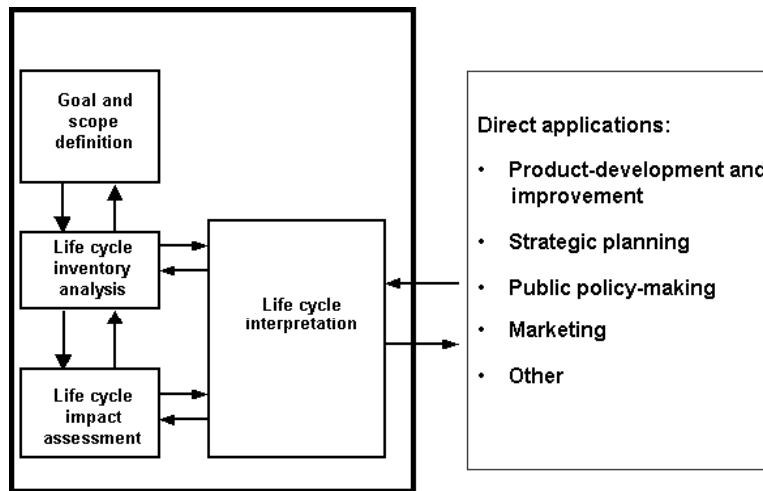 Goal and
scope
definition
Life cycle
inventory
analysis
Life cycle
impact
assessment
Life cycle
interpretation
Direct applications:
• Product-development and
improvement
• Strategic planning
• Public policy-making
• Marketing
• Other